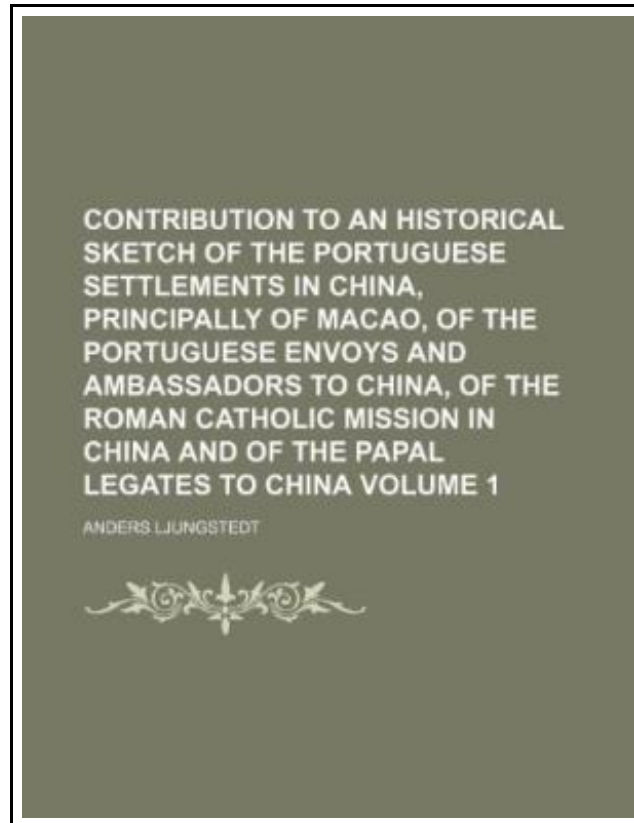 CONTRIBUTION TO AN HISTORICAL
SKETCH OF THE PORTUGUESE
SETTLEMENTS IN CHINA,
PRINCIPALLY OF MACAO, OF THE
PORTUGUESE ENVOYS AND
AMBASSADORS TO CHINA, OF THE
ROMAN CATHOLIC MISSION IN
CHINA AND OF THE PAPAL
LEGATES TO CHINA VOLUME 1
ANDERS LJUNGSTEDT